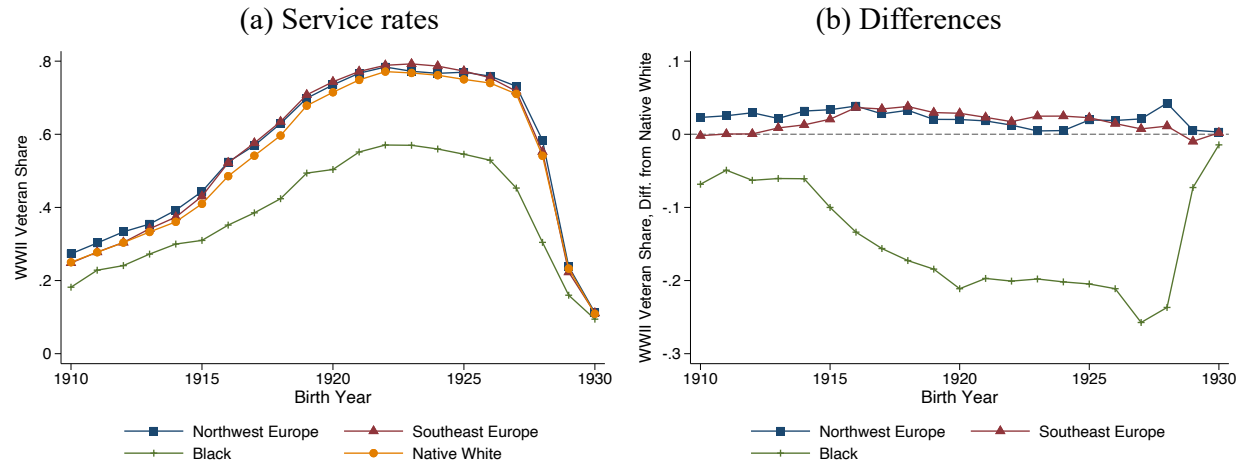 (a) Service rates
WWII Veteran Share
.8
.6
.4
.2
0
1910 1915 1920 1925 1930
Birth Year
Northwest Europe Southeast Europe
Black Native White
(b) Differences
WWII Veteran Share, Diff. from Native White
.1
0
-.1
-.2
-.3
1910 1915 1920 1925 1930
Birth Year
Northwest Europe Southeast Europe
Black